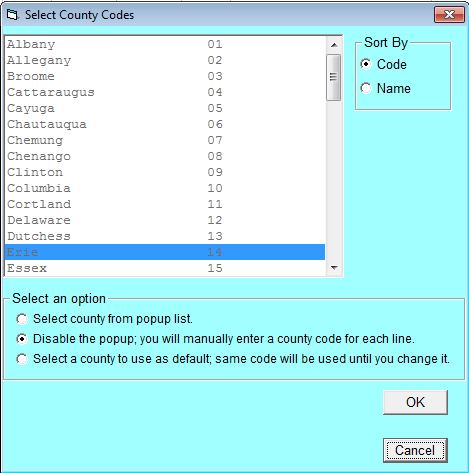 Select County Codes
Albany 01
Allegany 02
Broome 03
Cattaraugus 04
Cayuga 05
Chautauqua 06
Chemung 07
Chenango 08
Clinton 09
Columbia 10
Cortland 11
Delaware 12
Dutchess 13
Erie 14
Essex 15
Sort By
Code
Name
Select an option
Select county from popup list.
Disable the popup; you will manually enter a county code for each line.
Select a county to use as default; same code will be used until you change it.
OK
Cancel